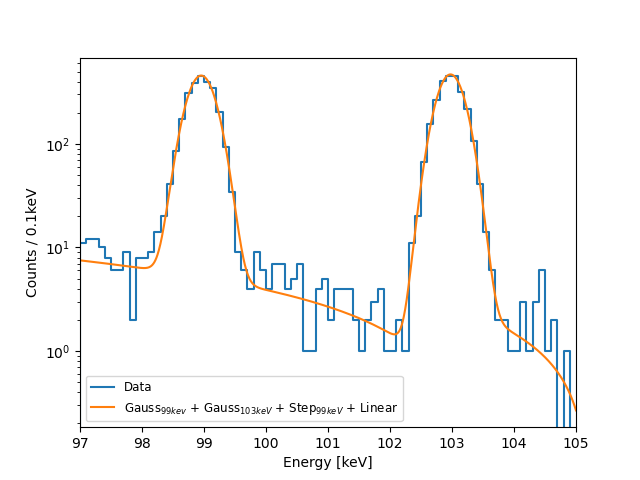 Counts / 0.1keV
10²
10¹
10⁰
Data
Gauss₉₉ₖₑᵥ + Gauss₁₀₃ₖₑV + Step₉₉ₖₑV + Linear
97 98 99 100 101 102 103 104 105
Energy [keV]